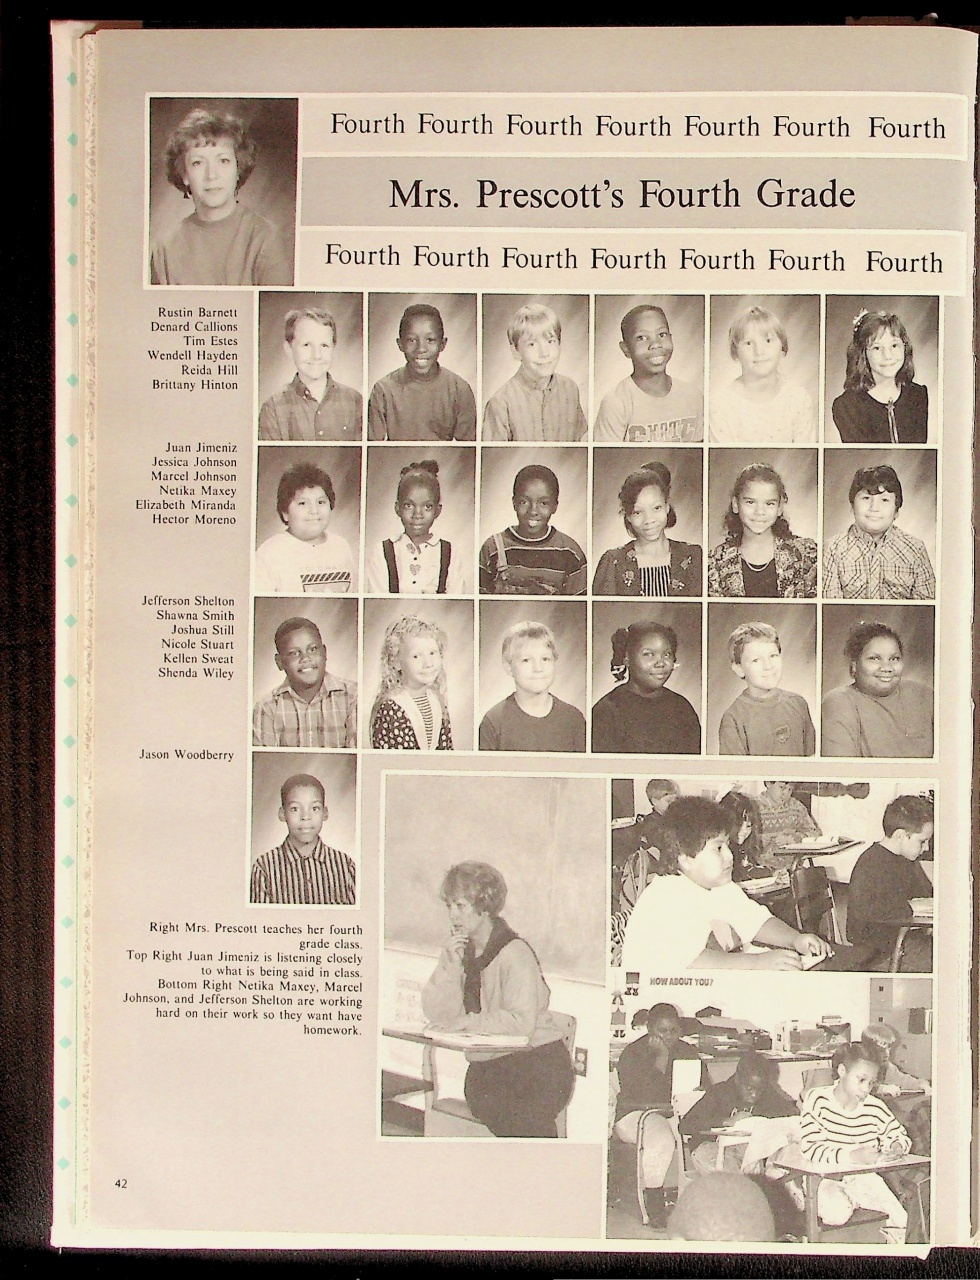 Fourth Fourth Fourth Fourth Fourth Fourth Fourth
Mrs. Prescott's Fourth Grade
Fourth Fourth Fourth Fourth Fourth Fourth Fourth
Rustin Barnett
Denard Callions
Tim Estes
Wendell Hayden
Reida Hill
Brittany Hinton
Juan Jimeniz
Jessica Johnson
Marcel Johnson
Netika Maxey
Elizabeth Miranda
Hector Moreno
Jefferson Shelton
Shawna Smith
Joshua Still
Nicole Stuart
Kellen Sweat
Shenda Wiley
Jason Woodberry
Right Mrs. Prescott teaches her fourth
grade class.
Top Right Juan Jimeniz is listening closely
to what is being said in class.
Bottom Right Netika Maxey, Marcel
Johnson, and Jefferson Shelton are working
hard on their work so they want have
homework.
HOW ABOUT YOU?
42